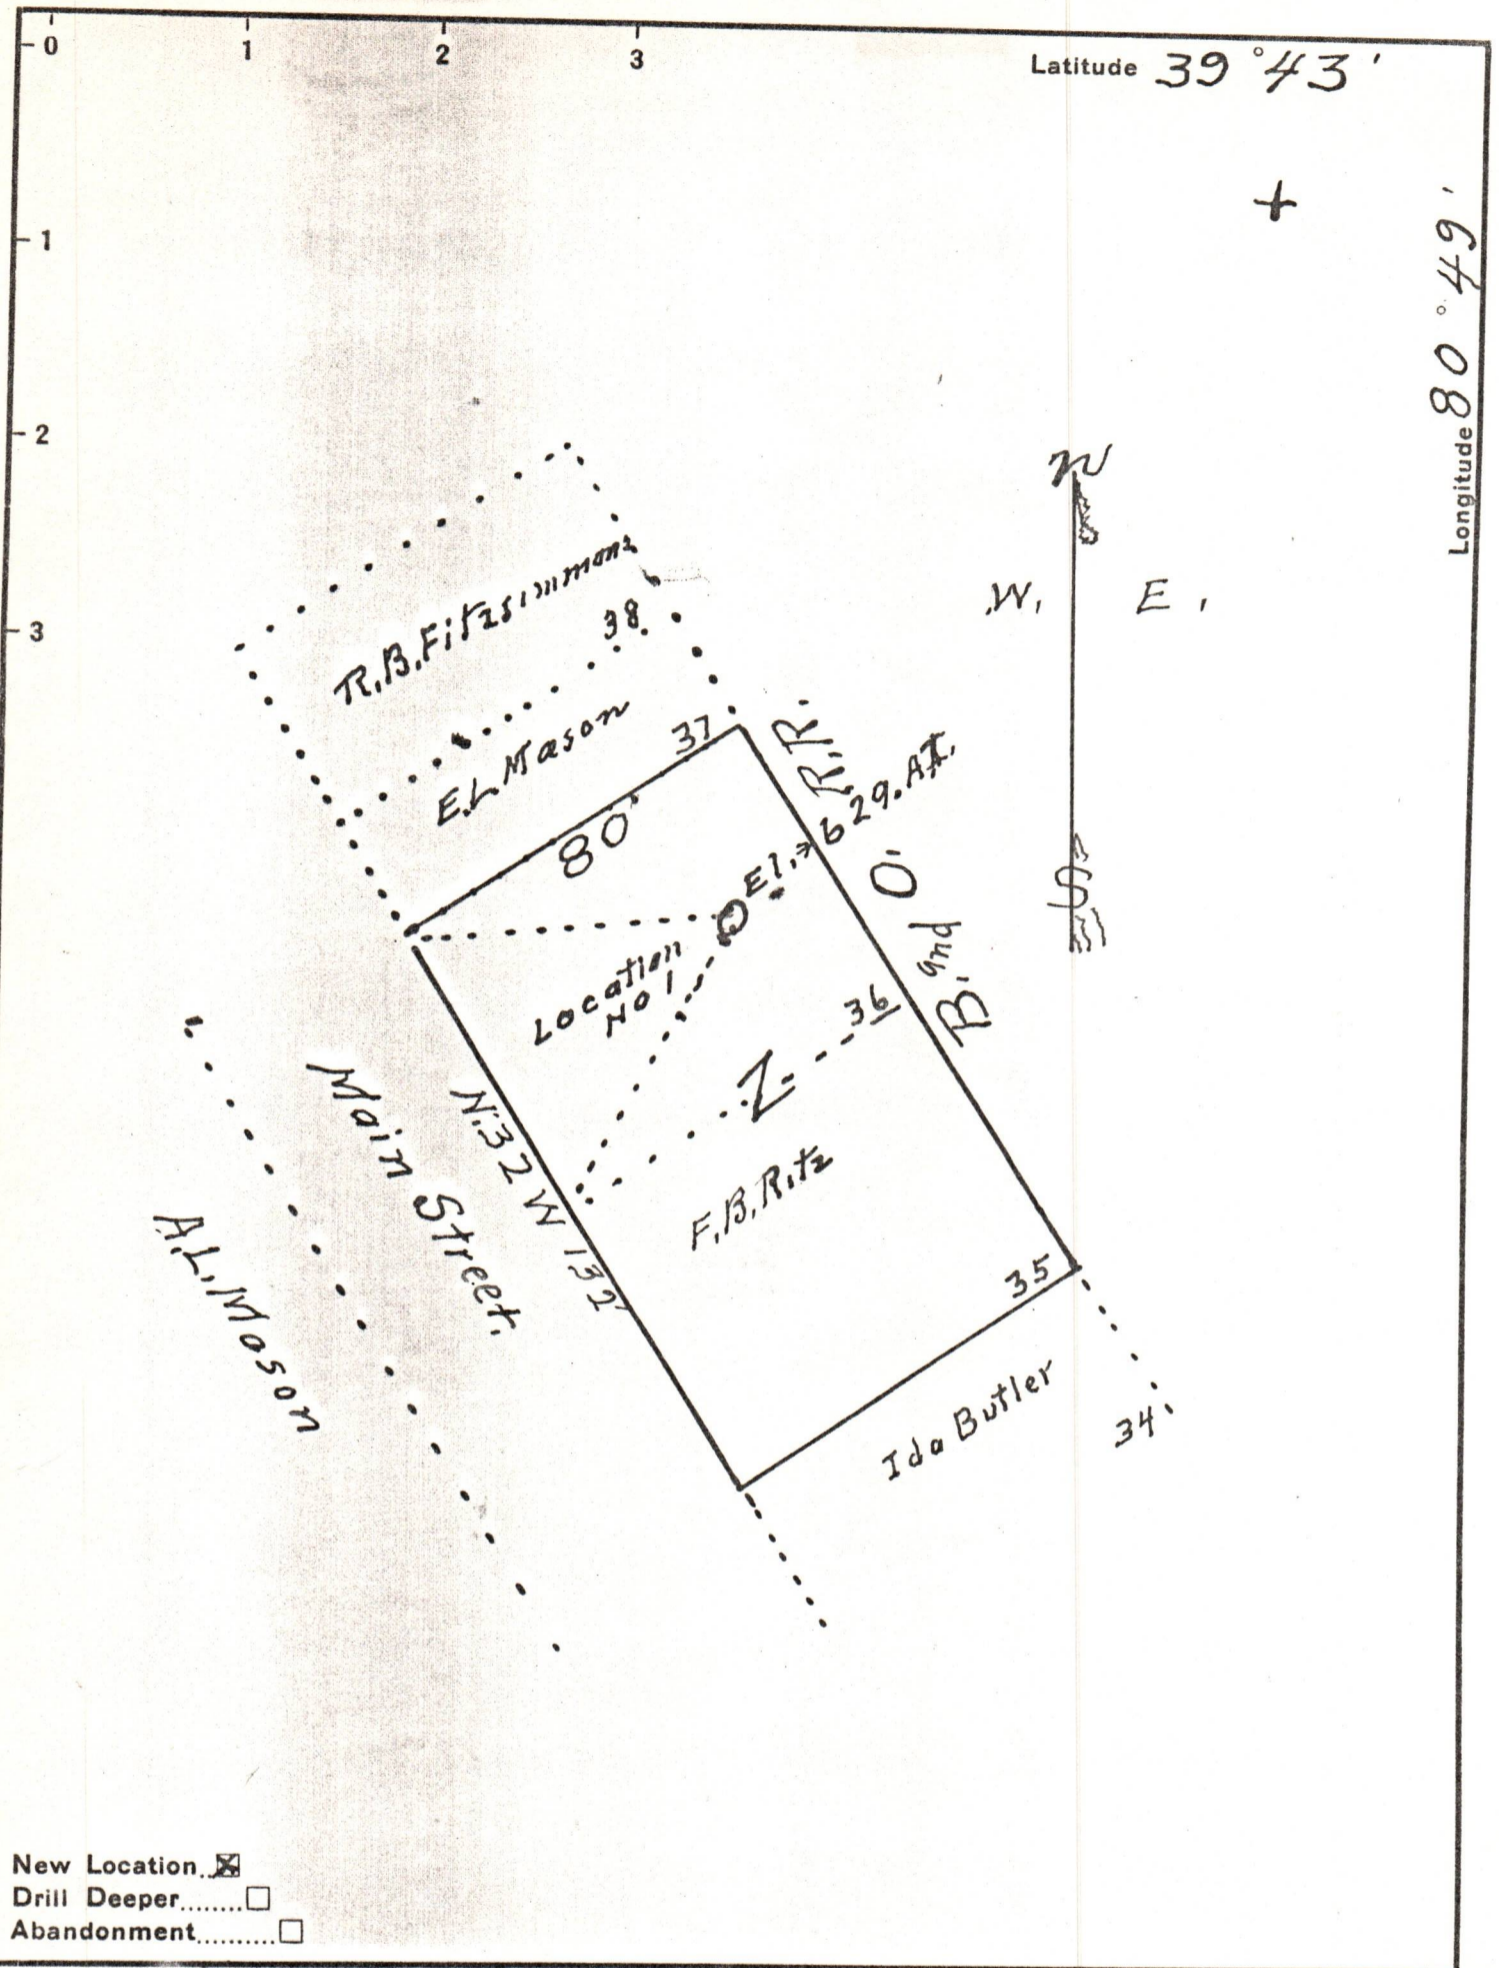 0 1 2 3
Latitude 39°43'
1
2
3
Longitude 80°49'
N
W. E.
S
R.B.Fitzsimmons
38.
E.L.Mason
37
80'
R.R.
El.→ 629.
O.
and
B.
Location
No 1
36
Z
F.B.Ritz
N.32 W 132'
Main Street.
A.L.Mason
35
Ida Butler
34.
New Location..☒
Drill Deeper........☐
Abandonment..........☐